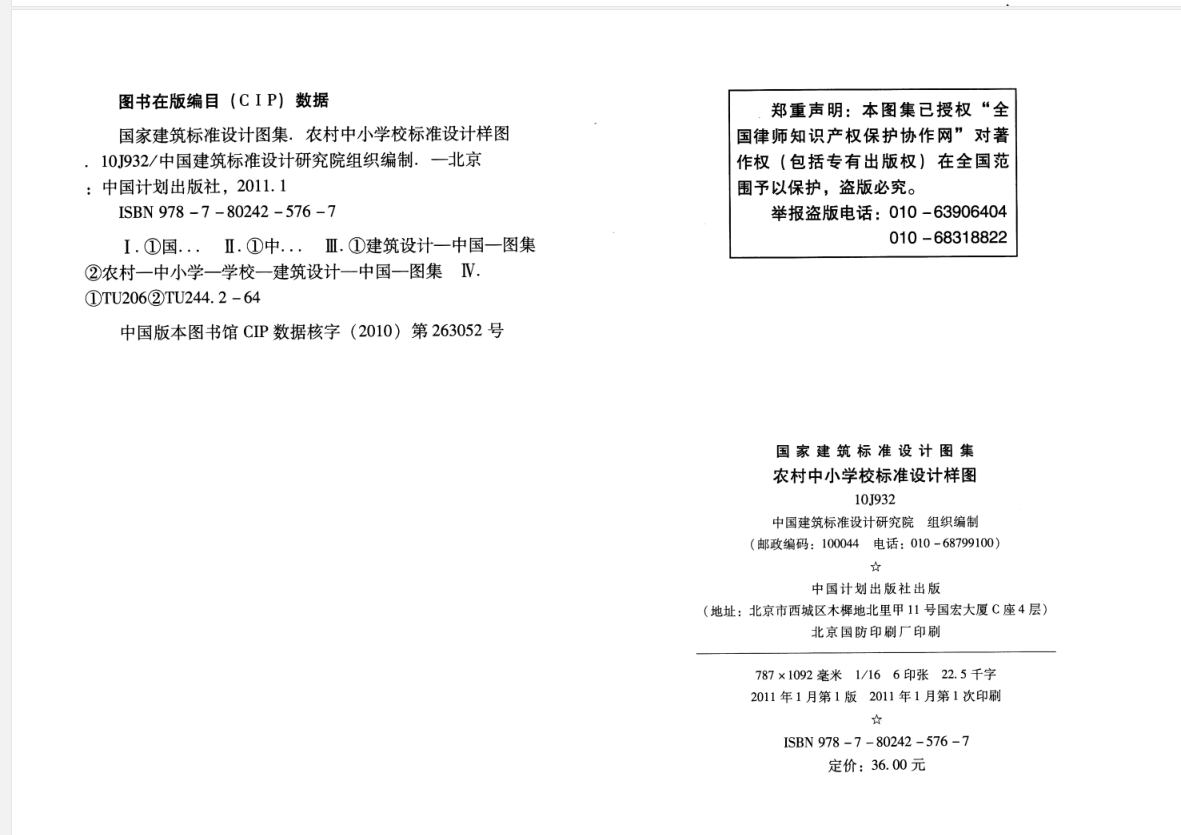 图书在版编目（CIP）数据
国家建筑标准设计图集. 农村中小学校标准设计样图
. 10J932/中国建筑标准设计研究院组织编制. —北京
: 中国计划出版社, 2011.1
ISBN 978-7-80242-576-7
Ⅰ.①国... Ⅱ.①中... Ⅲ.①建筑设计—中国—图集
②农村—中小学—学校—建筑设计—中国—图集 Ⅳ.
①TU206②TU244.2-64
中国版本图书馆 CIP 数据核字（2010）第 263052 号
郑重声明：本图集已授权“全
国律师知识产权保护协作网”对著
作权（包括专有出版权）在全国范
围予以保护，盗版必究。
举报盗版电话：010-63906404
010-68318822
国家建筑标准设计图集
农村中小学校标准设计样图
10J932
中国建筑标准设计研究院 组织编制
（邮政编码：100044 电话：010-68799100）
☆
中国计划出版社出版
（地址：北京市西城区木樨地北里甲 11 号国宏大厦 C 座 4 层）
北京国防印刷厂印刷
787×1092 毫米 1/16 6 印张 22.5 千字
2011 年 1 月第 1 版 2011 年 1 月第 1 次印刷
☆
ISBN 978-7-80242-576-7
定价：36.00 元